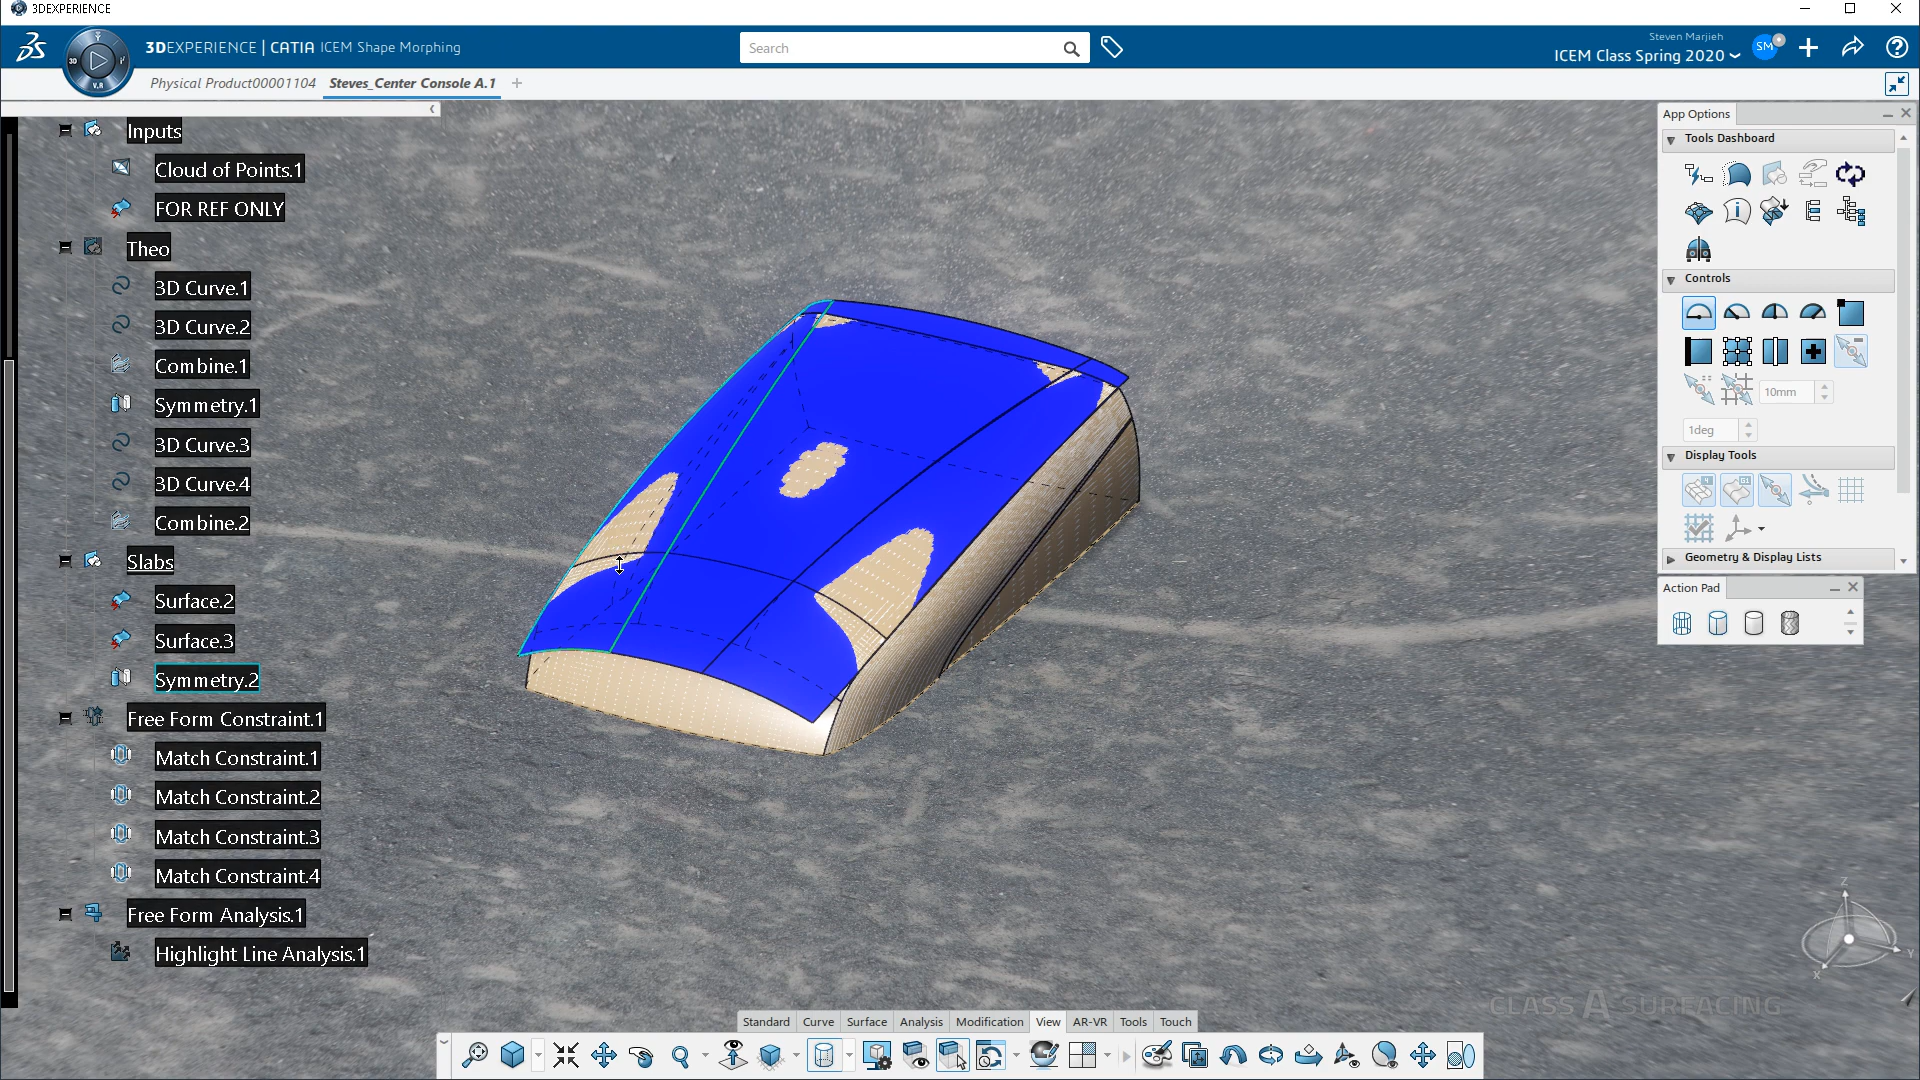 3DEXPERIENCE
3DEXPERIENCE | CATIA ICEM Shape Morphing
Search
Steven Marjieh
ICEM Class Spring 2020
SM
3D
V.R
Physical Product00001104
Steves_Center Console A.1
Inputs
Cloud of Points.1
FOR REF ONLY
Theo
3D Curve.1
3D Curve.2
Combine.1
Symmetry.1
3D Curve.3
3D Curve.4
Combine.2
Slabs
Surface.2
Surface.3
Symmetry.2
Free Form Constraint.1
Match Constraint.1
Match Constraint.2
Match Constraint.3
Match Constraint.4
Free Form Analysis.1
Highlight Line Analysis.1
App Options
Tools Dashboard
Controls
10mm
1deg
Display Tools
Geometry & Display Lists
Action Pad
Z
Y
X
CLASS A SURFACING
Standard Curve Surface Analysis Modification View AR-VR Tools Touch